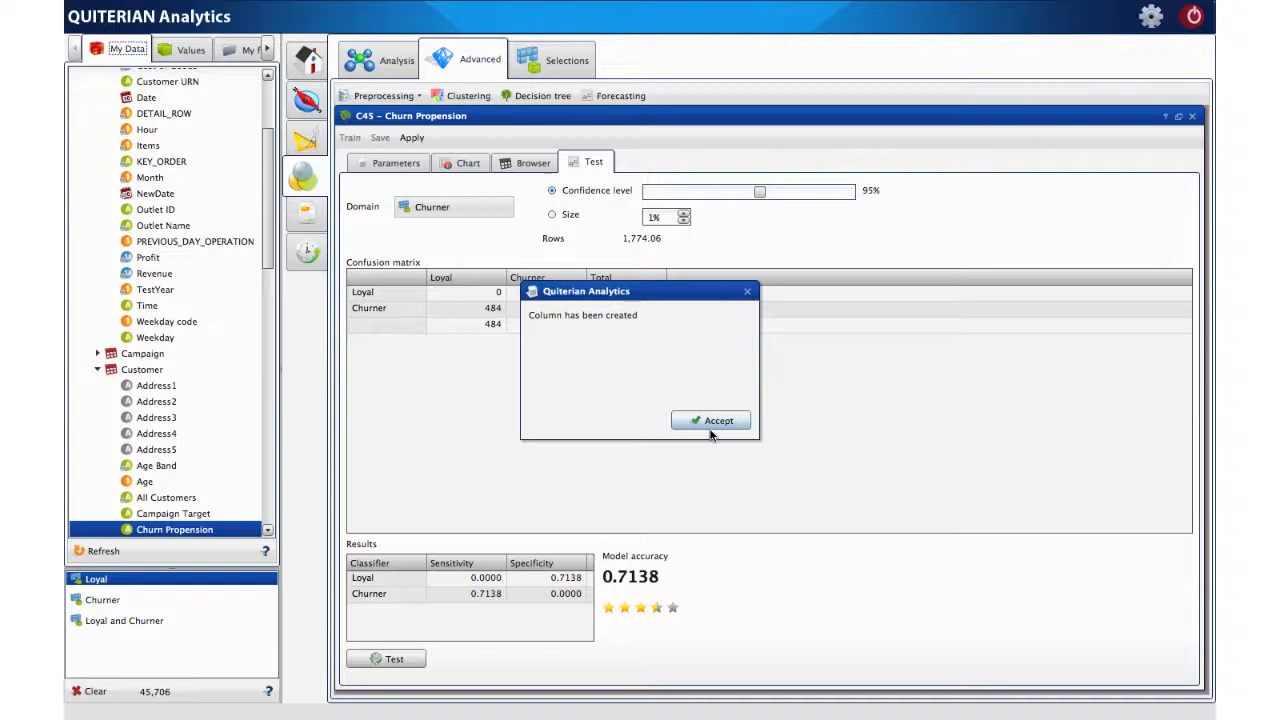 QUITERIAN Analytics
My Data
Values
My f
Customer URN
Date
DETAIL_ROW
Hour
Items
KEY_ORDER
Month
NewDate
Outlet ID
Outlet Name
PREVIOUS_DAY_OPERATION
Profit
Revenue
TestYear
Time
Weekday code
Weekday
Campaign
Customer
Address1
Address2
Address3
Address4
Address5
Age Band
Age
All Customers
Campaign Target
Churn Propension
Refresh
?
Loyal
Churner
Loyal and Churner
Clear 45,706 ?
Analysis
Advanced
Selections
Preprocessing
Clustering
Decision tree
Forecasting
C45 - Churn Propension
Train Save Apply
Parameters
Chart
Browser
Test
Domain
Churner
Confidence level
95%
Size
1%
Rows 1,774.06
Confusion matrix
Loyal Churner Total
Loyal 0
Churner 484
484
Quiterian Analytics
Column has been created
Accept
Results
Classifier Sensitivity Specificity
Loyal 0.0000 0.7138
Churner 0.7138 0.0000
Model accuracy
0.7138
Test